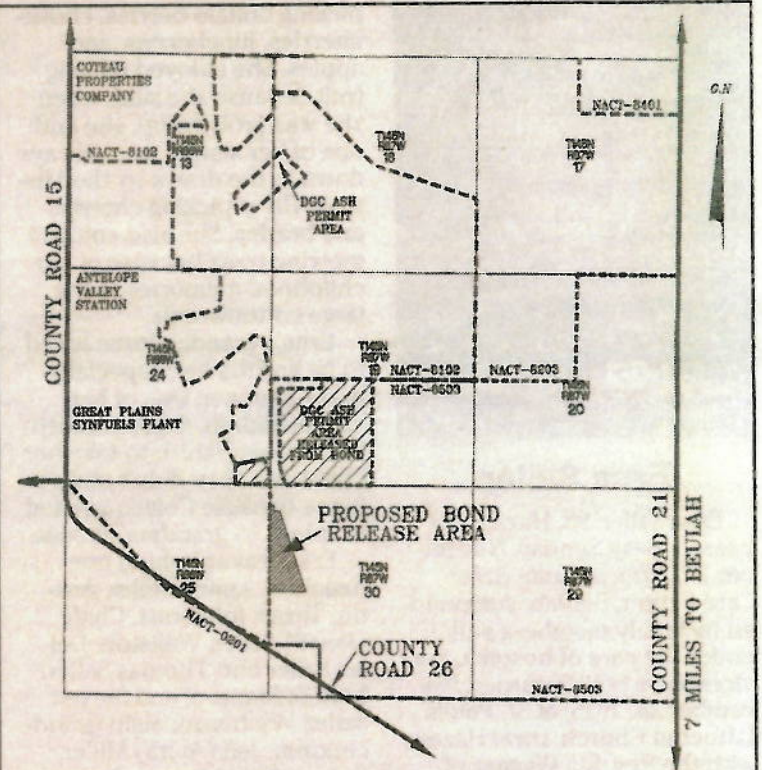 COTEAU
PROPERTIES
COMPANY
G.N
NACT-8401
T145N
R88W
13
T145N
R87W
18
T145N
R87W
17
NACT-8102
DGC ASH
PERMIT
AREA
COUNTY ROAD 15
ANTELOPE
VALLEY
STATION
T145N
R88W
24
T145N
R87W
19
NACT-8102
NACT-5203
NACT-8503
T145N
R87W
20
GREAT PLAINS
SYNFUELS PLANT
DGC ASH
PERMIT
AREA
RELEASED
FROM BOND
PROPOSED BOND
RELEASE AREA
T145N
R88W
25
T145N
R87W
30
T145N
R87W
29
COUNTY ROAD 21
7 MILES TO BEULAH
NACT-0201
COUNTY
ROAD 26
NACT-8503